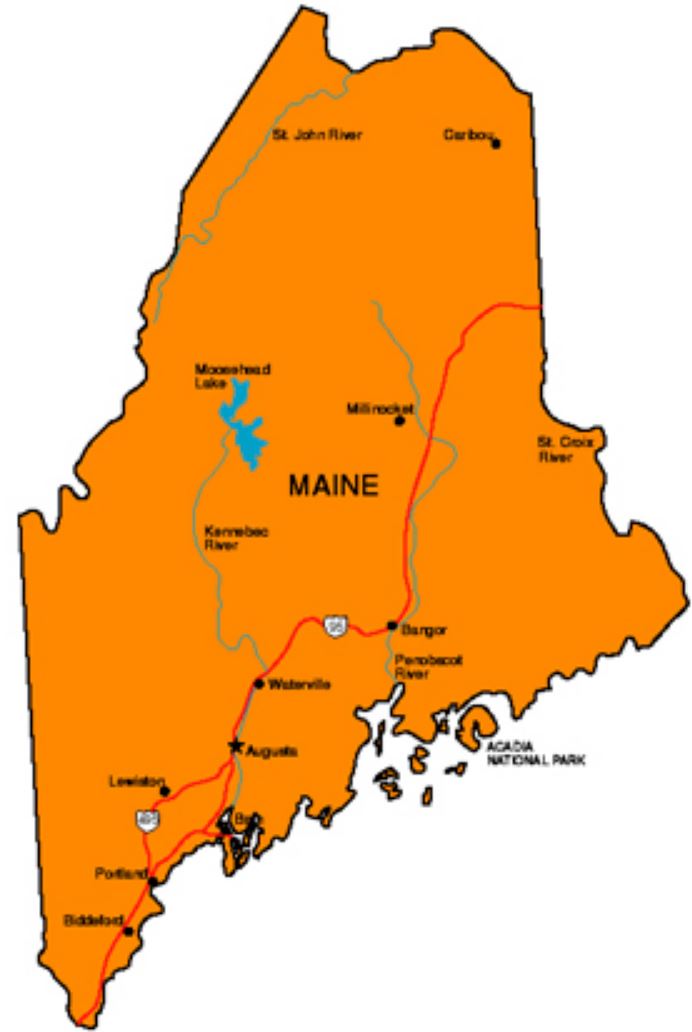 St. John River
Caribou
Moosehead
Lake
Millinocket
St. Croix
River
MAINE
Kennebec
River
95
Bangor
Penobscot
River
Waterville
Augusta
ACADIA
NATIONAL PARK
Lewiston
495
Portland
Biddeford